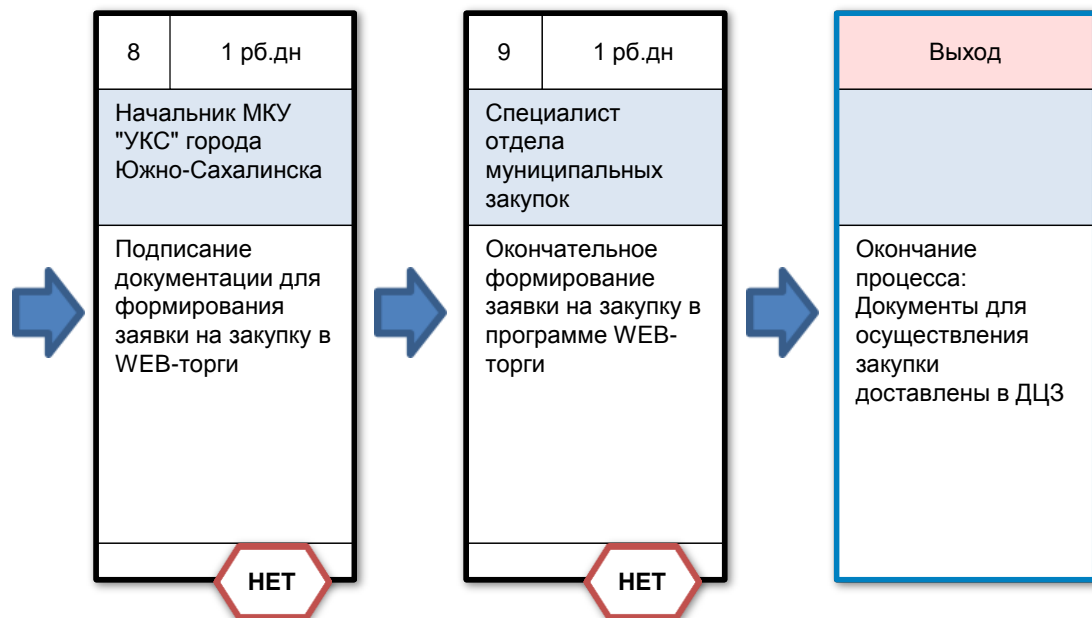 8
1 рб.дн
Начальник МКУ
"УКС" города
Южно-Сахалинска
Подписание
документации для
формирования
заявки на закупку в
WEB-торги
НЕТ
9
1 рб.дн
Специалист
отдела
муниципальных
закупок
Окончательное
формирование
заявки на закупку в
программе WEB-
торги
НЕТ
Выход
Окончание
процесса:
Документы для
осуществления
закупки
доставлены в ДЦЗ